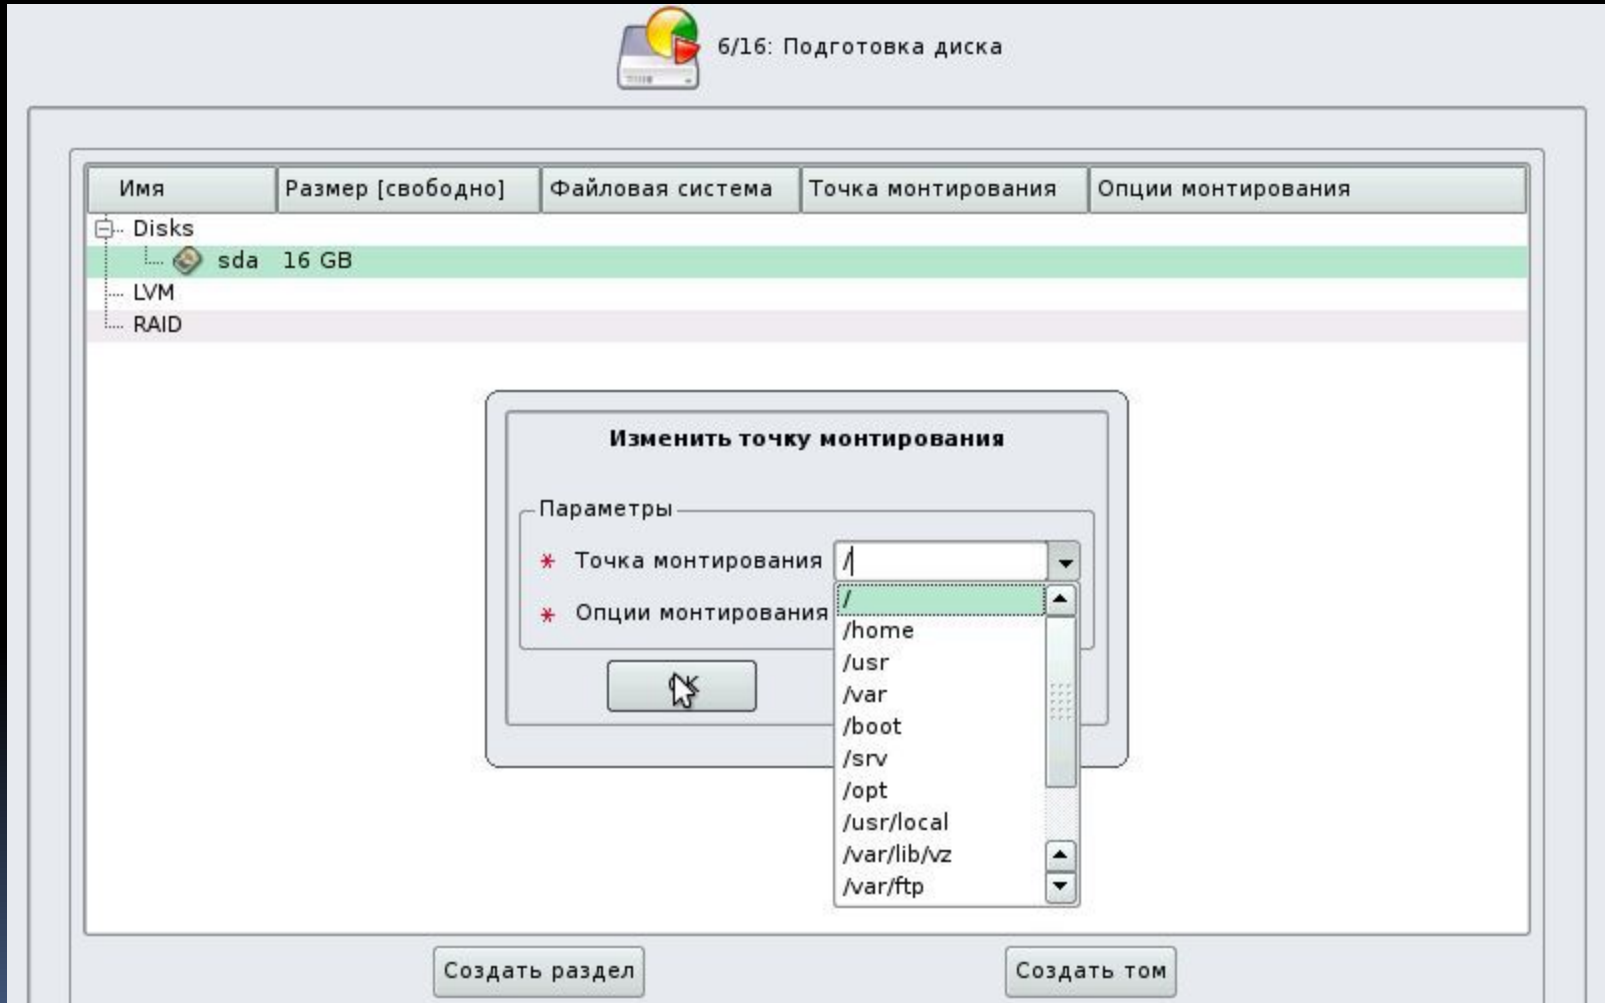 6/16: Подготовка диска
Имя Размер [свободно] Файловая система Точка монтирования Опции монтирования
Disks
sda 16 GB
LVM
RAID
Изменить точку монтирования
Параметры
* Точка монтирования /
* Опции монтирования
/
/home
/usr
/var
/boot
/srv
/opt
/usr/local
/var/lib/vz
/var/ftp
OK
Создать раздел Создать том